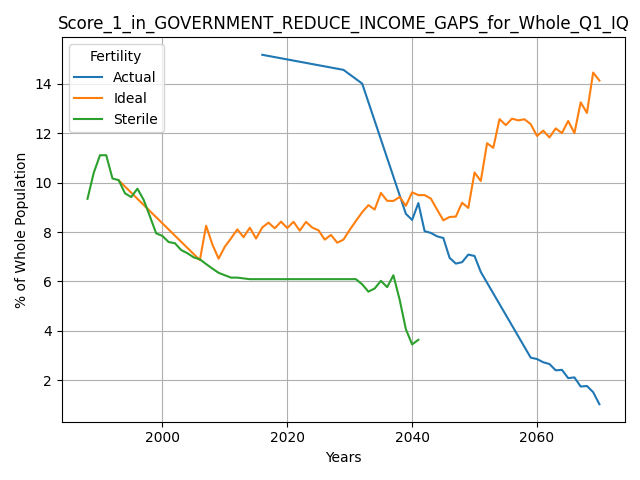 Score_1_in_GOVERNMENT_REDUCE_INCOME_GAPS_for_Whole_Q1_IQ
Fertility
Actual
Ideal
Sterile
% of Whole Population
14
12
10
8
6
4
2
2000
2020
2040
2060
Years